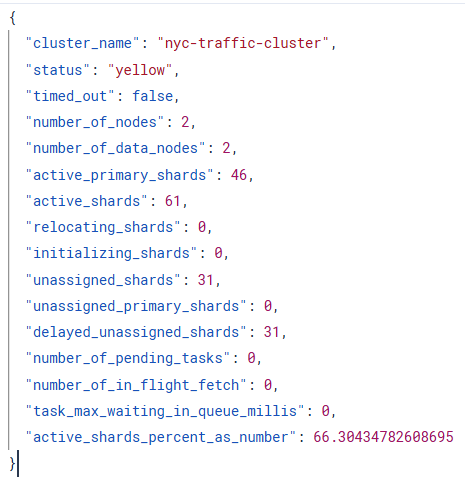 {
"cluster_name": "nyc-traffic-cluster",
"status": "yellow",
"timed_out": false,
"number_of_nodes": 2,
"number_of_data_nodes": 2,
"active_primary_shards": 46,
"active_shards": 61,
"relocating_shards": 0,
"initializing_shards": 0,
"unassigned_shards": 31,
"unassigned_primary_shards": 0,
"delayed_unassigned_shards": 31,
"number_of_pending_tasks": 0,
"number_of_in_flight_fetch": 0,
"task_max_waiting_in_queue_millis": 0,
"active_shards_percent_as_number": 66.30434782608695
}